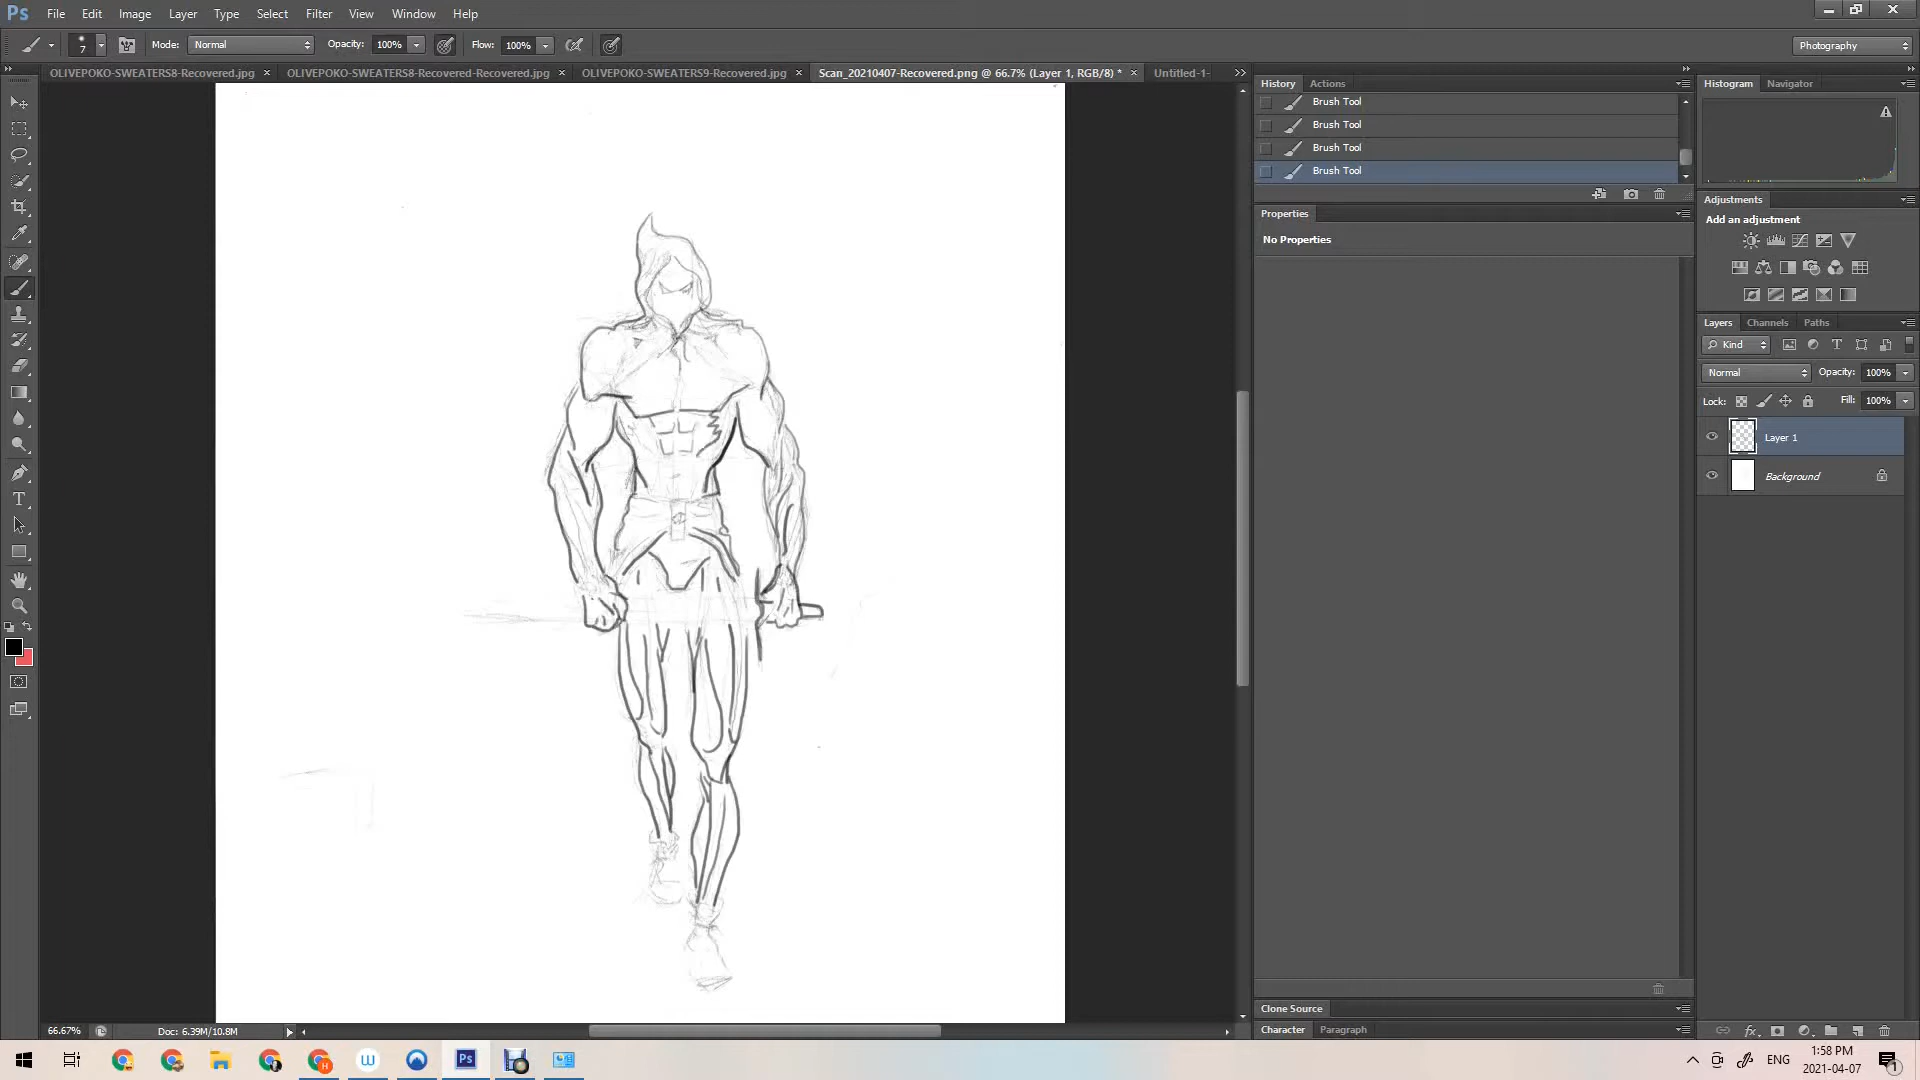 Ps File Edit Image Layer Type Select Filter View Window Help
7 Mode: Normal Opacity: 100% Flow: 100% Photography
OLIVEPOKO-SWEATERS8-Recovered.jpg × OLIVEPOKO-SWEATERS8-Recovered-Recovered.jpg × OLIVEPOKO-SWEATERS9-Recovered.jpg × Scan_20210407-Recovered.png @ 66.7% (Layer 1, RGB/8) * × Untitled-1-
History Actions
Brush Tool
Brush Tool
Brush Tool
Brush Tool
Properties
No Properties
Clone Source
Character Paragraph
Histogram Navigator
Adjustments
Add an adjustment
Layers Channels Paths
Kind
Normal Opacity: 100%
Lock: Fill: 100%
Layer 1
Background
66.67% Doc: 6.39M/10.8M
ENG
1:58 PM
2021-04-07